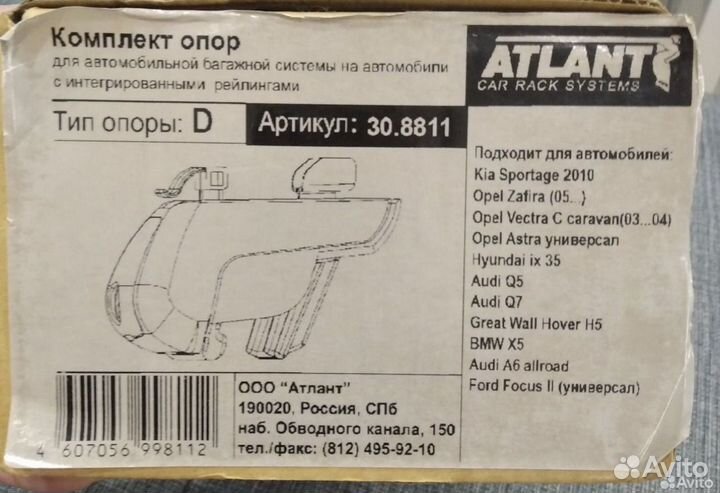 Комплект опор
для автомобильной багажной системы на автомобили
с интегрированными рейлингами
ATLANT
CAR RACK SYSTEMS
Тип опоры: D
Артикул: 30.8811
Подходит для автомобилей:
Kia Sportage 2010
Opel Zafira (05...)
Opel Vectra C caravan(03...04)
Opel Astra универсал
Hyundai ix 35
Audi Q5
Audi Q7
Great Wall Hover H5
BMW X5
Audi A6 allroad
Ford Focus II (универсал)
ООО "Атлант"
190020, Россия, СПб
наб. Обводного канала, 150
тел./факс: (812) 495-92-10
4 607056 998112
Avito
Avito